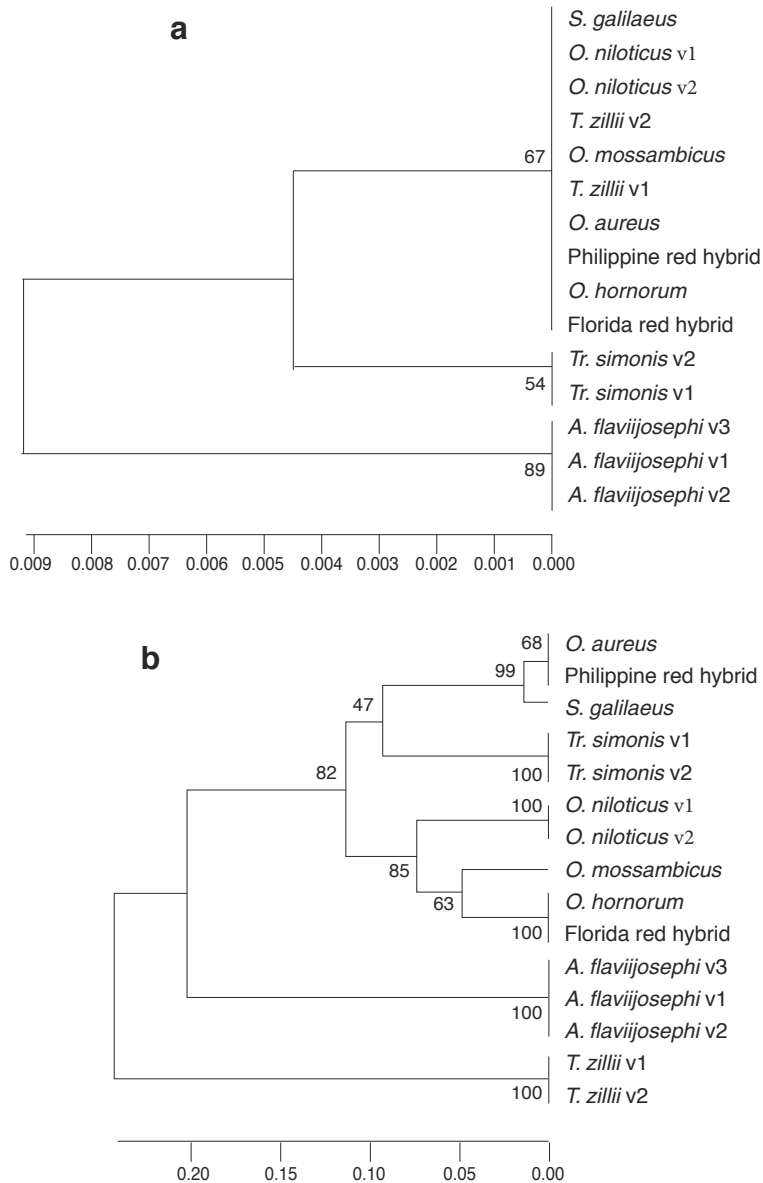 a
S. galilaeus
O. niloticus v1
O. niloticus v2
T. zillii v2
67
O. mossambicus
T. zillii v1
O. aureus
Philippine red hybrid
O. hornorum
Florida red hybrid
Tr. simonis v2
54
Tr. simonis v1
A. flaviijosephi v3
A. flaviijosephi v1
89
A. flaviijosephi v2
0.009 0.008 0.007 0.006 0.005 0.004 0.003 0.002 0.001 0.000
b
68 O. aureus
99 Philippine red hybrid
47 S. galilaeus
Tr. simonis v1
82 100 Tr. simonis v2
100 O. niloticus v1
O. niloticus v2
85 O. mossambicus
63 O. hornorum
100 Florida red hybrid
A. flaviijosephi v3
A. flaviijosephi v1
100 A. flaviijosephi v2
T. zillii v1
100 T. zillii v2
0.20 0.15 0.10 0.05 0.00